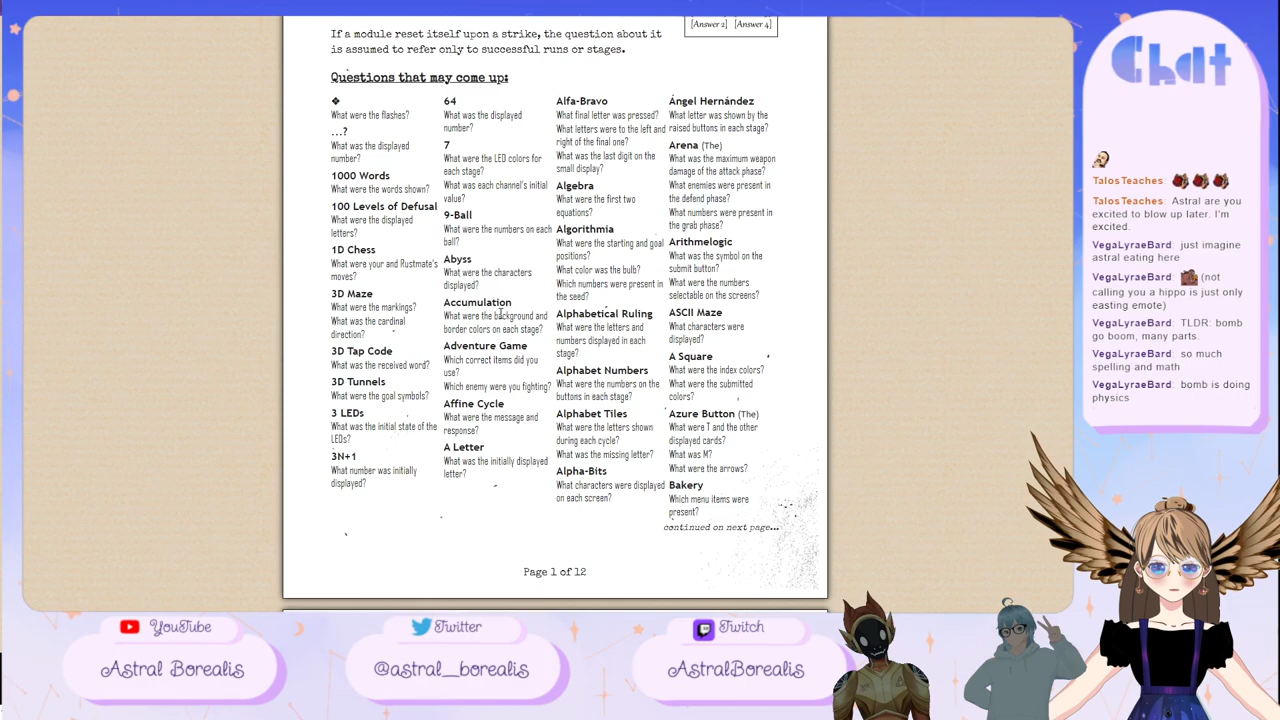 If a module reset itself upon a strike, the question about it
is assumed to refer only to successful runs or stages.
[Answer 2] [Answer 4]
Questions that may come up:
❖
What were the flashes?
...?
What was the displayed
number?
1000 Words
What were the words shown?
100 Levels of Defusal
What were the displayed
letters?
1D Chess
What were your and Rustmate's
moves?
3D Maze
What were the markings?
What was the cardinal
direction?
3D Tap Code
What was the received word?
3D Tunnels
What were the goal symbols?
3 LEDs
What was the initial state of the
LEDs?
3N+1
What number was initially
displayed?
64
What was the displayed
number?
7
What were the LED colors for
each stage?
What was each channel's initial
value?
9-Ball
What were the numbers on each
ball?
Abyss
What were the characters
displayed?
Accumulation
What were the background and
border colors on each stage?
Adventure Game
Which correct items did you
use?
Which enemy were you fighting?
Affine Cycle
What were the message and
response?
A Letter
What was the initially displayed
letter?
Alfa-Bravo
What final letter was pressed?
What letters were to the left and
right of the final one?
What was the last digit on the
small display?
Algebra
What were the first two
equations?
Algorithmia
What were the starting and goal
positions?
What color was the bulb?
Which numbers were present in
the seed?
Alphabetical Ruling
What were the letters and
numbers displayed in each
stage?
Alphabet Numbers
What were the numbers on the
buttons in each stage?
Alphabet Tiles
What were the letters shown
during each cycle?
What was the missing letter?
Alpha-Bits
What characters were displayed
on each screen?
Ángel Hernández
What letter was shown by the
raised buttons in each stage?
Arena (The)
What was the maximum weapon
damage of the attack phase?
What enemies were present in
the defend phase?
What numbers were present in
the grab phase?
Arithmelogic
What was the symbol on the
submit button?
What were the numbers
selectable on the screens?
ASCII Maze
What characters were
displayed?
A Square
What were the index colors?
What were the submitted
colors?
Azure Button (The)
What were T and the other
displayed cards?
What was M?
What were the arrows?
Bakery
Which menu items were
present?
continued on next page...
Page 1 of 12
Chat
TalosTeaches:
TalosTeaches: Astral are you
excited to blow up later. I'm
excited.
VegaLyraeBard: just imagine
astral eating here
VegaLyraeBard: (not
calling you a hippo is just only
easting emote)
VegaLyraeBard: TLDR: bomb
go boom, many parts.
VegaLyraeBard: so much
spelling and math
VegaLyraeBard: bomb is doing
physics
YouTube
Astral Borealis
Twitter
@astral_borealis
Twitch
AstralBorealis